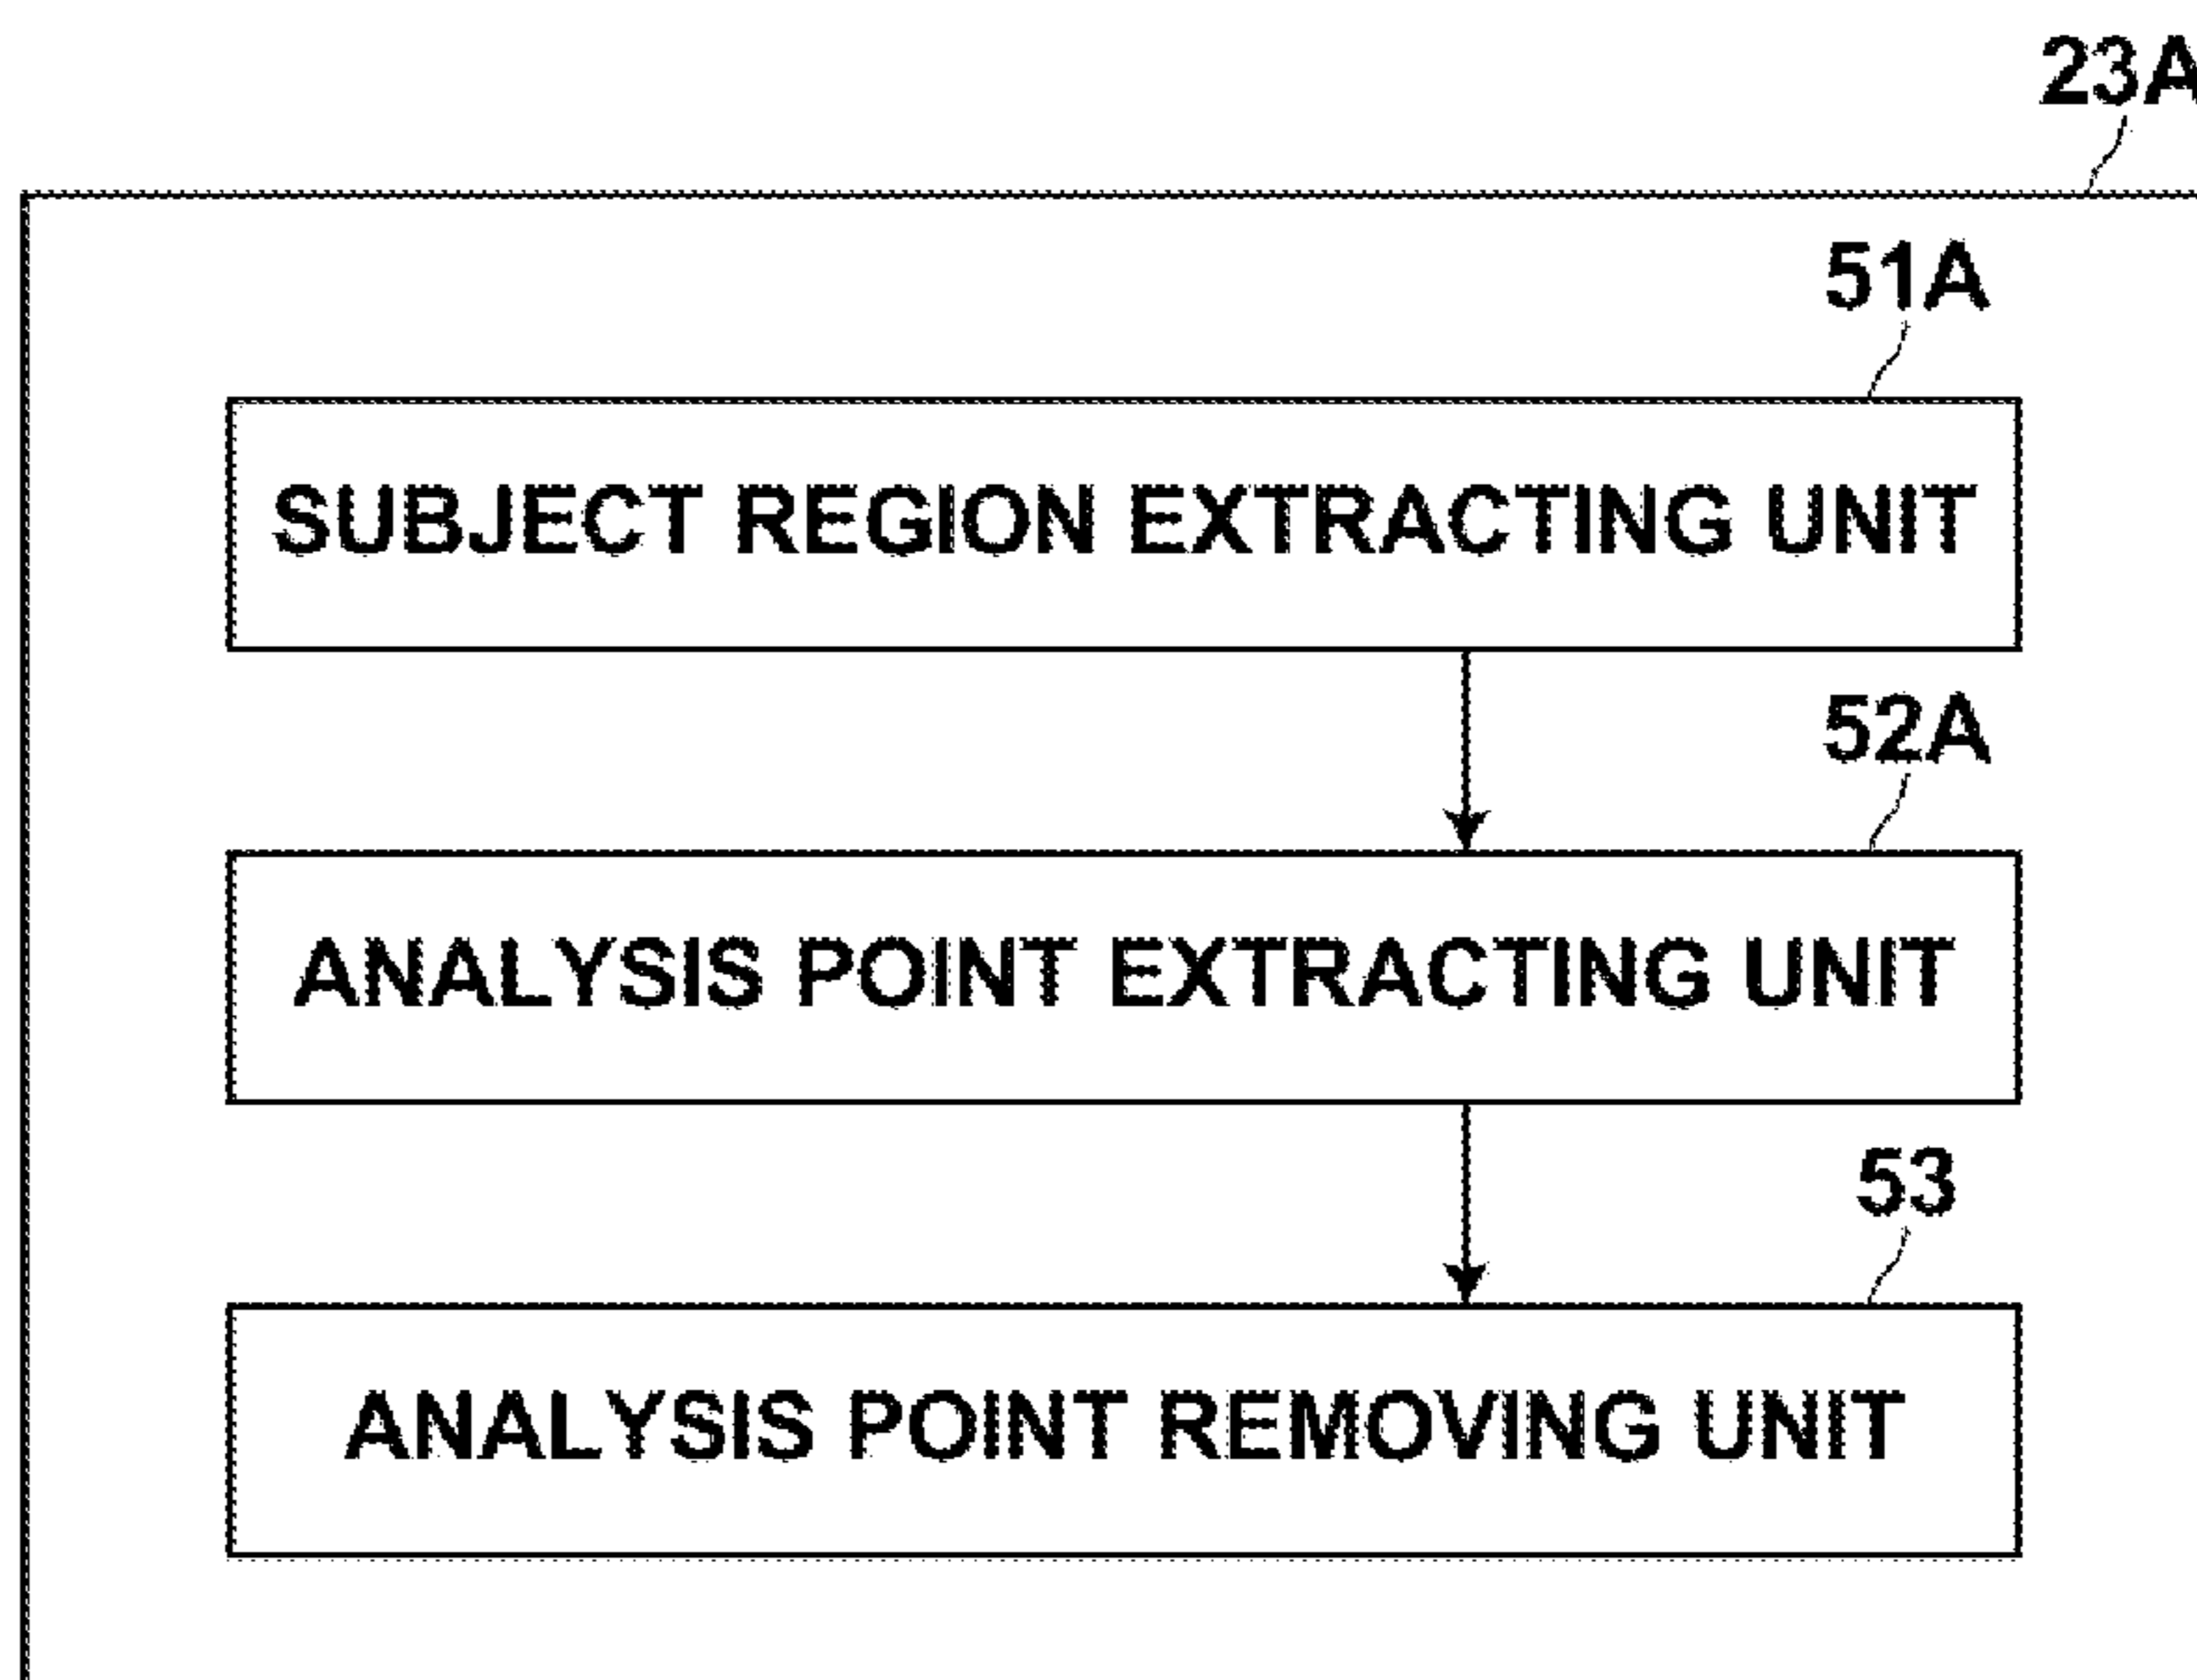 23A
51A
SUBJECT REGION EXTRACTING UNIT
52A
ANALYSIS POINT EXTRACTING UNIT
53
ANALYSIS POINT REMOVING UNIT